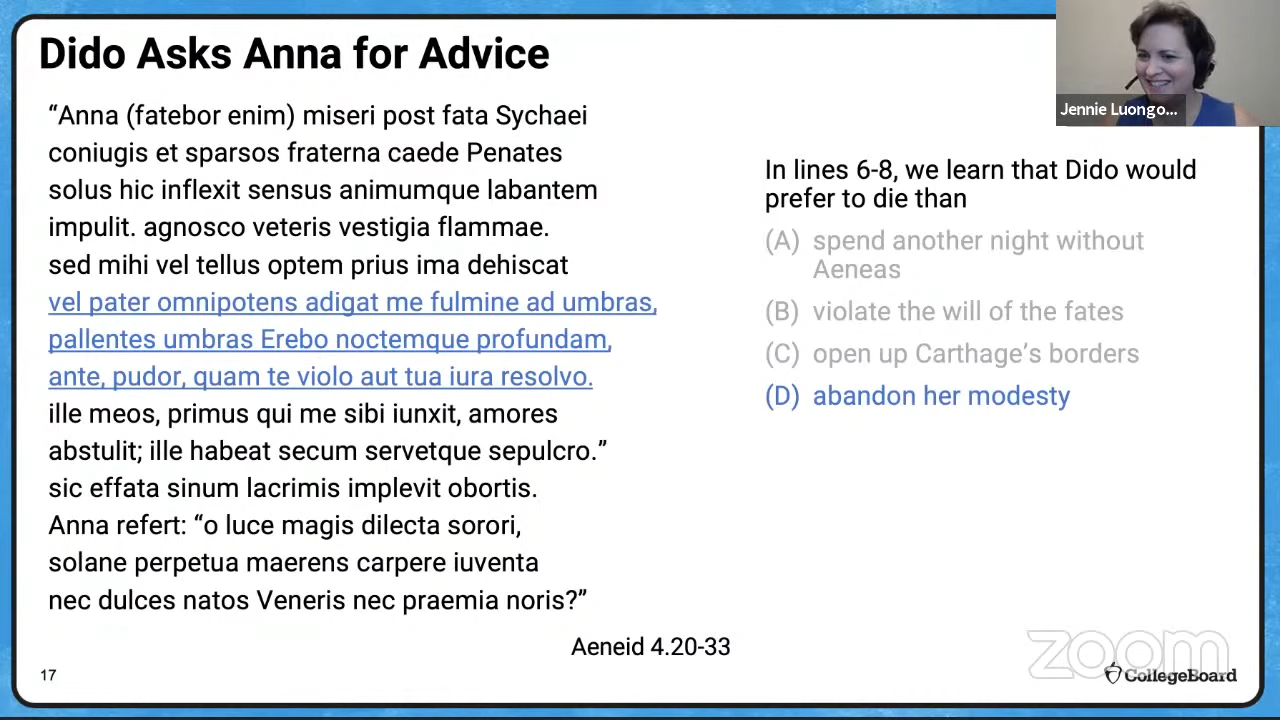 Dido Asks Anna for Advice
“Anna (fatebor enim) miseri post fata Sychaei
coniugis et sparsos fraterna caede Penates
solus hic inflexit sensus animumque labantem
impulit. agnosco veteris vestigia flammae.
sed mihi vel tellus optem prius ima dehiscat
vel pater omnipotens adigat me fulmine ad umbras,
pallentes umbras Erebo noctemque profundam,
ante, pudor, quam te violo aut tua iura resolvo.
ille meos, primus qui me sibi iunxit, amores
abstulit; ille habeat secum servetque sepulcro.”
sic effata sinum lacrimis implevit obortis.
Anna refert: “o luce magis dilecta sorori,
solane perpetua maerens carpere iuventa
nec dulces natos Veneris nec praemia noris?”
Aeneid 4.20-33
Jennie Luongo...
In lines 6-8, we learn that Dido would
prefer to die than
(A) spend another night without
Aeneas
(B) violate the will of the fates
(C) open up Carthage’s borders
(D) abandon her modesty
17
zoom
CollegeBoard